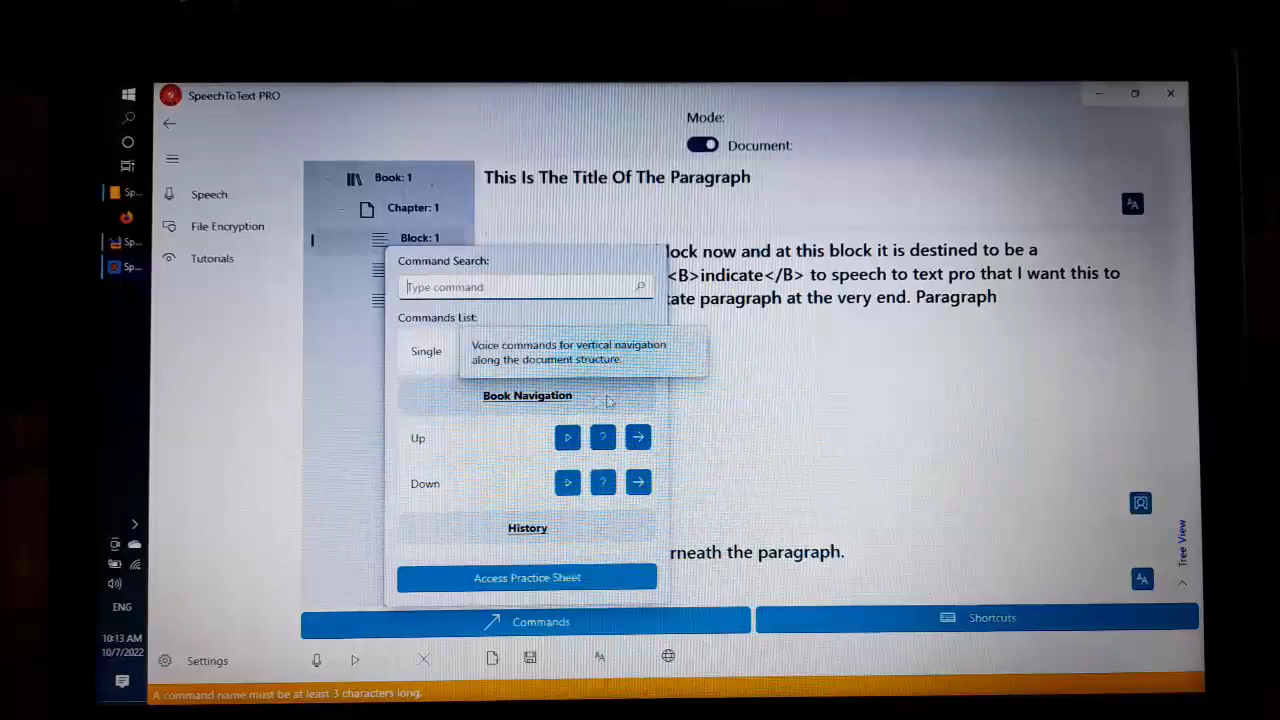 SpeechToText PRO
Mode:
Document:
Speech
File Encryption
Tutorials
Book: 1
Chapter: 1
Block: 1
This Is The Title Of The Paragraph
lock now and at this block it is destined to be a
<B>indicate</B> to speech to text pro that I want this to
ate paragraph at the very end. Paragraph
Command Search:
Type command
Commands List:
Single
Voice commands for vertical navigation
along the document structure.
Book Navigation
Up
Down
History
Access Practice Sheet
rneath the paragraph.
Tree View
Commands
Shortcuts
Settings
Sp...
Sp...
Sp...
ENG
10:13 AM
10/7/2022
A command name must be at least 3 characters long.